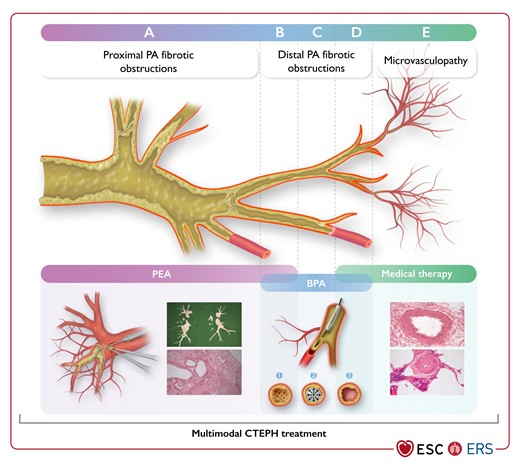 A B C D E
Proximal PA fibrotic
obstructions
Distal PA fibrotic
obstructions
Microvasculopathy
PEA
BPA
Medical therapy
1 2 3
Multimodal CTEPH treatment
ESC ERS